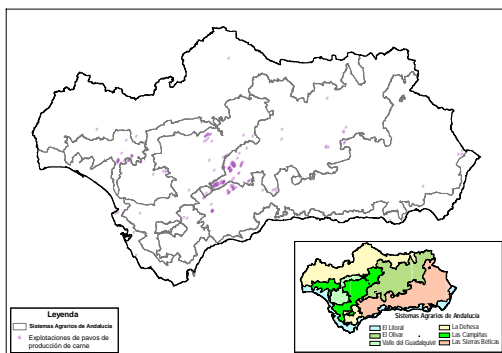 Leyenda
Sistemas Agrarios de Andalucía
Explotaciones de pavos de
producción de carne
Sistemas Agrarios de Andalucía
El Litoral
El Olivar
Valle del Guadalquivir
La Dehesa
Las Campiñas
Las Sierras Béticas